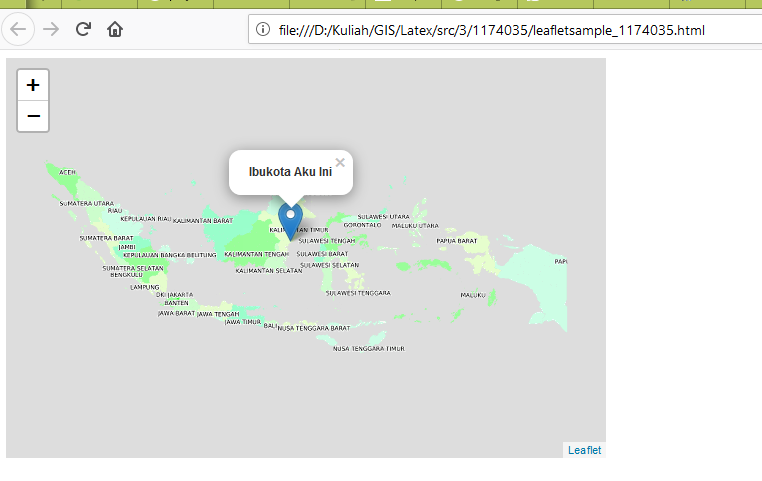 file:///D:/Kuliah/GIS/Latex/src/3/1174035/leafletsample_1174035.html
+
−
Ibukota Aku Ini
×
ACEH
SUMATERA UTARA
RIAU
KEPULAUAN RIAU
KALIMANTAN BARAT
KALIMANTAN TIMUR
SULAWESI UTARA
GORONTALO
MALUKU UTARA
SUMATERA BARAT
JAMBI
KEPULAUAN BANGKA BELITUNG
KALIMANTAN TENGAH
SULAWESI TENGAH
SULAWESI BARAT
PAPUA BARAT
PAP
SUMATERA SELATAN
BENGKULU
KALIMANTAN SELATAN
SULAWESI SELATAN
LAMPUNG
DKI JAKARTA
BANTEN
SULAWESI TENGGARA
MALUKU
JAWA BARAT
JAWA TENGAH
JAWA TIMUR
BALI
NUSA TENGGARA BARAT
NUSA TENGGARA TIMUR
Leaflet